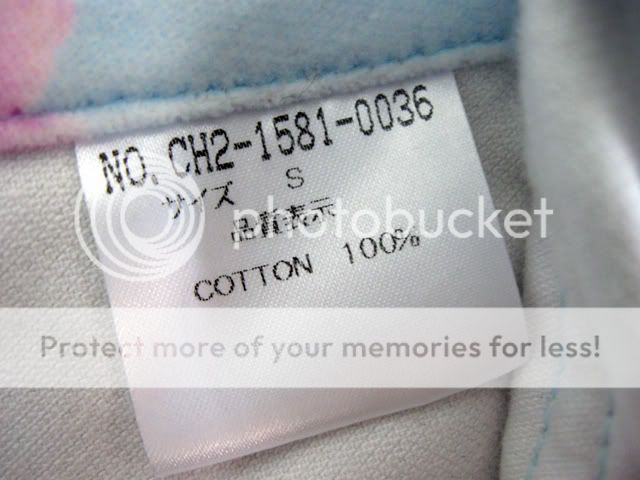 NO. CH2-1581-0036
サイズ S
品質表示
COTTON 100%
photobucket
Protect more of your memories for less!